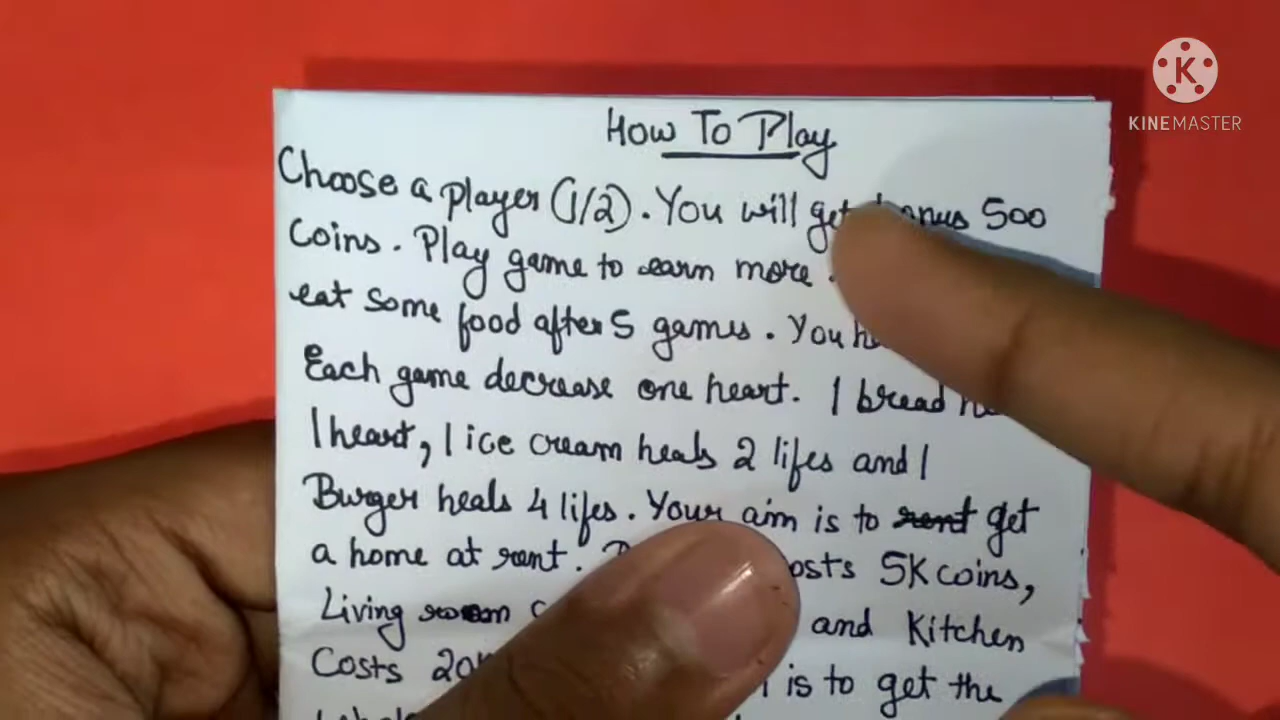 How To Play
Choose a player (1/2). You will get bonus 500
coins. Play game to earn more
eat some food after 5 games. You
Each game decrease one heart. 1 bread
1 heart, 1 ice cream heals 2 lifes and 1
Burger heals 4 lifes. Your aim is to rent get
a home at rent. costs 5K coins,
Living room and Kitchen
Costs is to get the
K
KINEMASTER